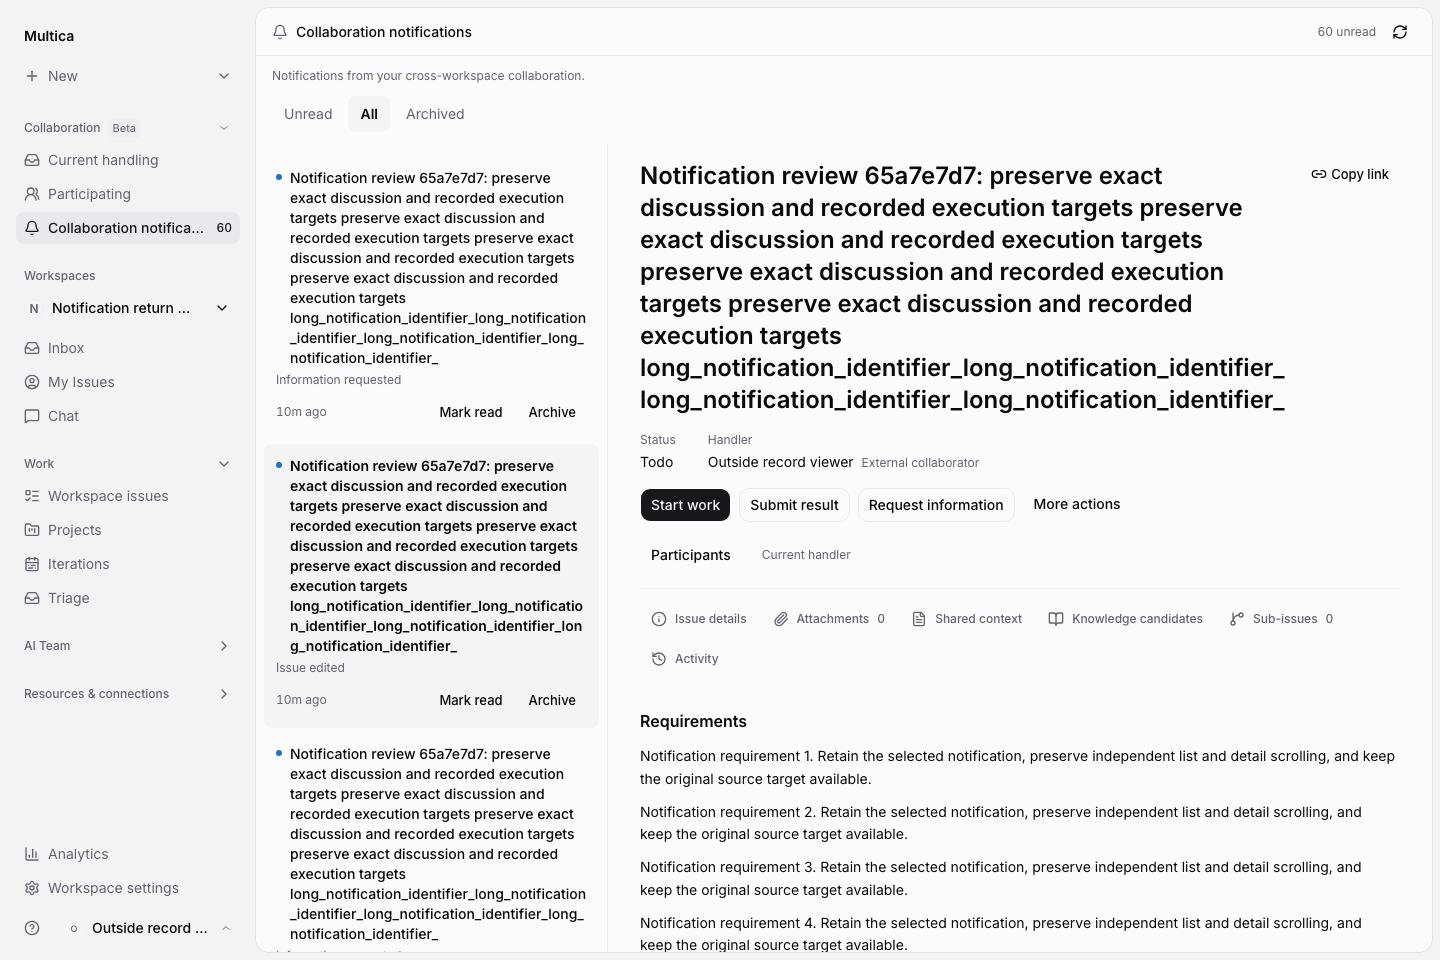 Multica
New
Collaboration Beta
Current handling
Participating
Collaboration notifica... 60
Workspaces
N Notification return ...
Inbox
My Issues
Chat
Work
Workspace issues
Projects
Iterations
Triage
AI Team
Resources & connections
Analytics
Workspace settings
o Outside record ...
Collaboration notifications
60 unread
Notifications from your cross-workspace collaboration.
Unread All Archived
Notification review 65a7e7d7: preserve
exact discussion and recorded execution
targets preserve exact discussion and
recorded execution targets preserve exact
discussion and recorded execution targets
preserve exact discussion and recorded
execution targets
long_notification_identifier_long_notification
_identifier_long_notification_identifier_long_
notification_identifier_
Information requested
10m ago Mark read Archive
Notification review 65a7e7d7: preserve
exact discussion and recorded execution
targets preserve exact discussion and
recorded execution targets preserve exact
discussion and recorded execution targets
preserve exact discussion and recorded
execution targets
long_notification_identifier_long_notificatio
n_identifier_long_notification_identifier_lon
g_notification_identifier_
Issue edited
10m ago Mark read Archive
Notification review 65a7e7d7: preserve
exact discussion and recorded execution
targets preserve exact discussion and
recorded execution targets preserve exact
discussion and recorded execution targets
preserve exact discussion and recorded
execution targets
long_notification_identifier_long_notification
_identifier_long_notification_identifier_long_
notification_identifier_
Notification review 65a7e7d7: preserve exact
discussion and recorded execution targets preserve
exact discussion and recorded execution targets
preserve exact discussion and recorded execution
targets preserve exact discussion and recorded
execution targets
long_notification_identifier_long_notification_identifier_
long_notification_identifier_long_notification_identifier_
Copy link
Status Handler
Todo Outside record viewer External collaborator
Start work Submit result Request information More actions
Participants Current handler
Issue details Attachments 0 Shared context Knowledge candidates Sub-issues 0
Activity
Requirements
Notification requirement 1. Retain the selected notification, preserve independent list and detail scrolling, and keep
the original source target available.
Notification requirement 2. Retain the selected notification, preserve independent list and detail scrolling, and
keep the original source target available.
Notification requirement 3. Retain the selected notification, preserve independent list and detail scrolling, and
keep the original source target available.
Notification requirement 4. Retain the selected notification, preserve independent list and detail scrolling, and
keep the original source target available.